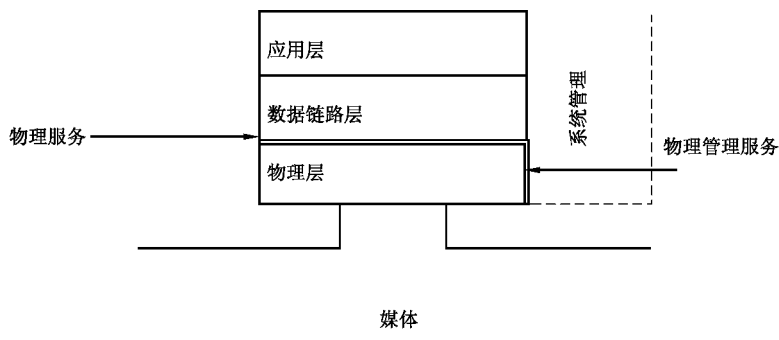 应用层
数据链路层
物理服务
物理层
系统管理
物理管理服务
媒体